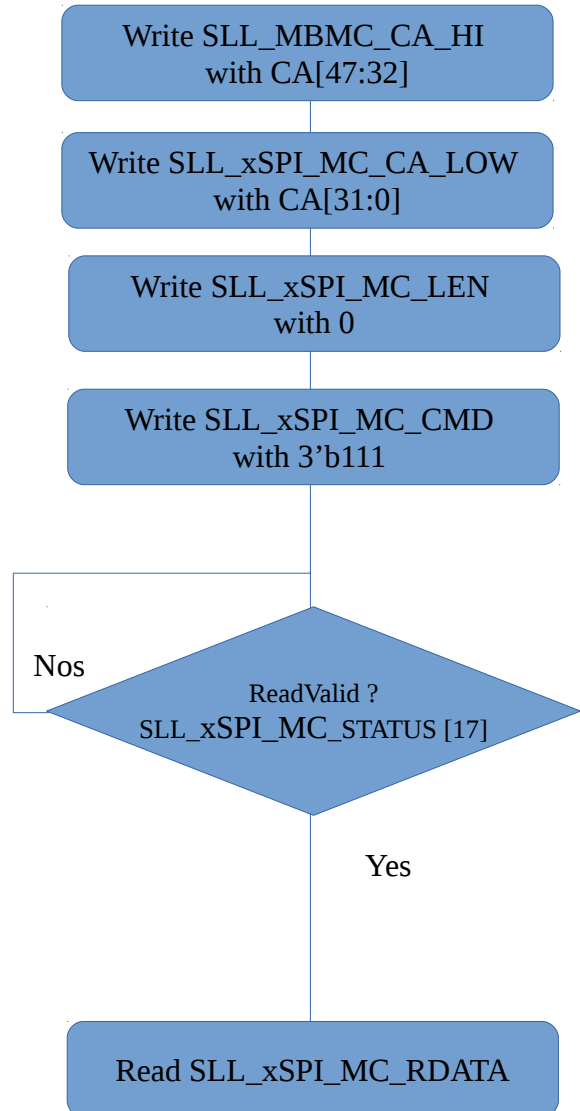 Write SLL_MBMC_CA_HI
with CA[47:32]
Write SLL_xSPI_MC_CA_LOW
with CA[31:0]
Write SLL_xSPI_MC_LEN
with 0
Write SLL_xSPI_MC_CMD
with 3’b111
Nos
ReadValid ?
SLL_xSPI_MC_STATUS [17]
Yes
Read SLL_xSPI_MC_RDATA